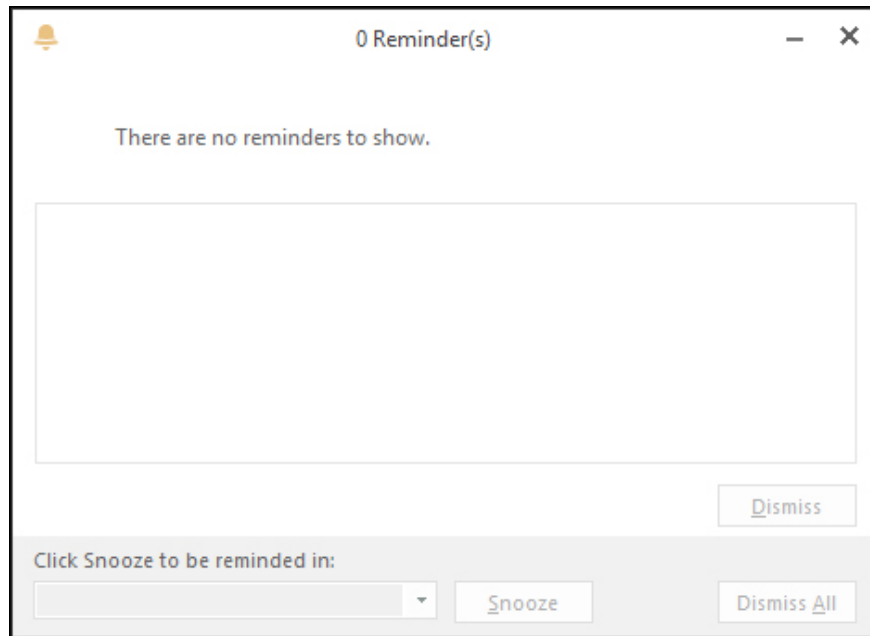 0 Reminder(s)
There are no reminders to show.
Dismiss
Click Snooze to be reminded in:
Snooze
Dismiss All